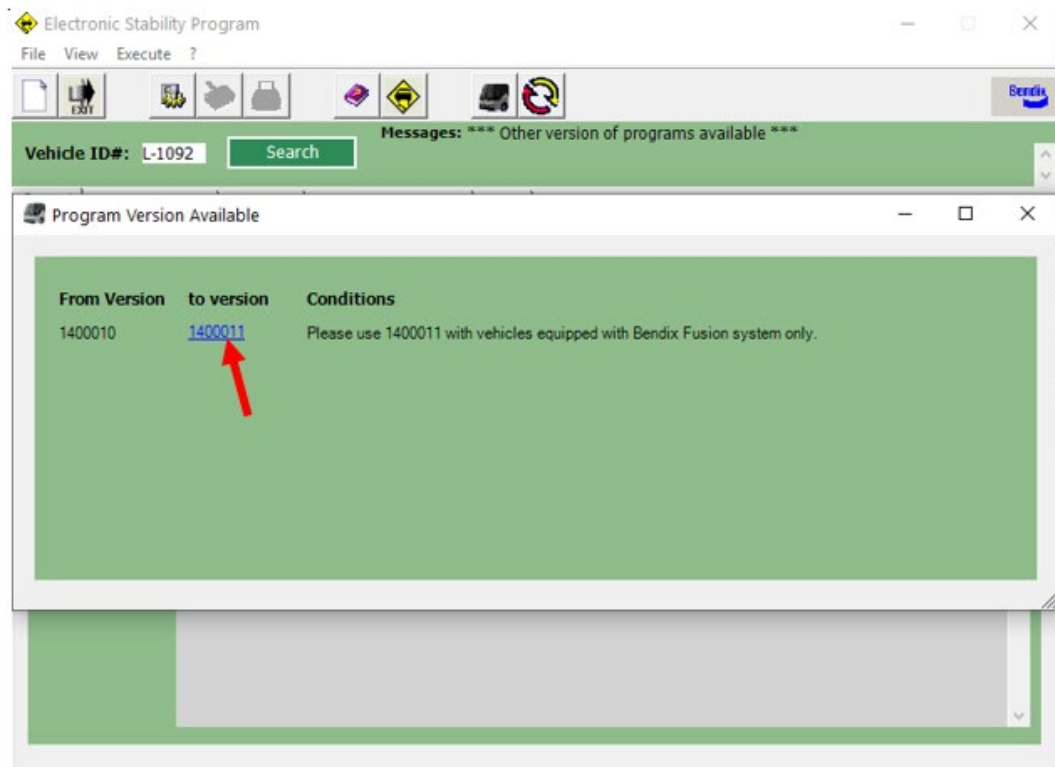 Electronic Stability Program
File View Execute ?
EXIT
Bendix
Messages: *** Other version of programs available ***
Vehicle ID#: L-1092 Search
Program Version Available
From Version to version Conditions
1400010 1400011 Please use 1400011 with vehicles equipped with Bendix Fusion system only.